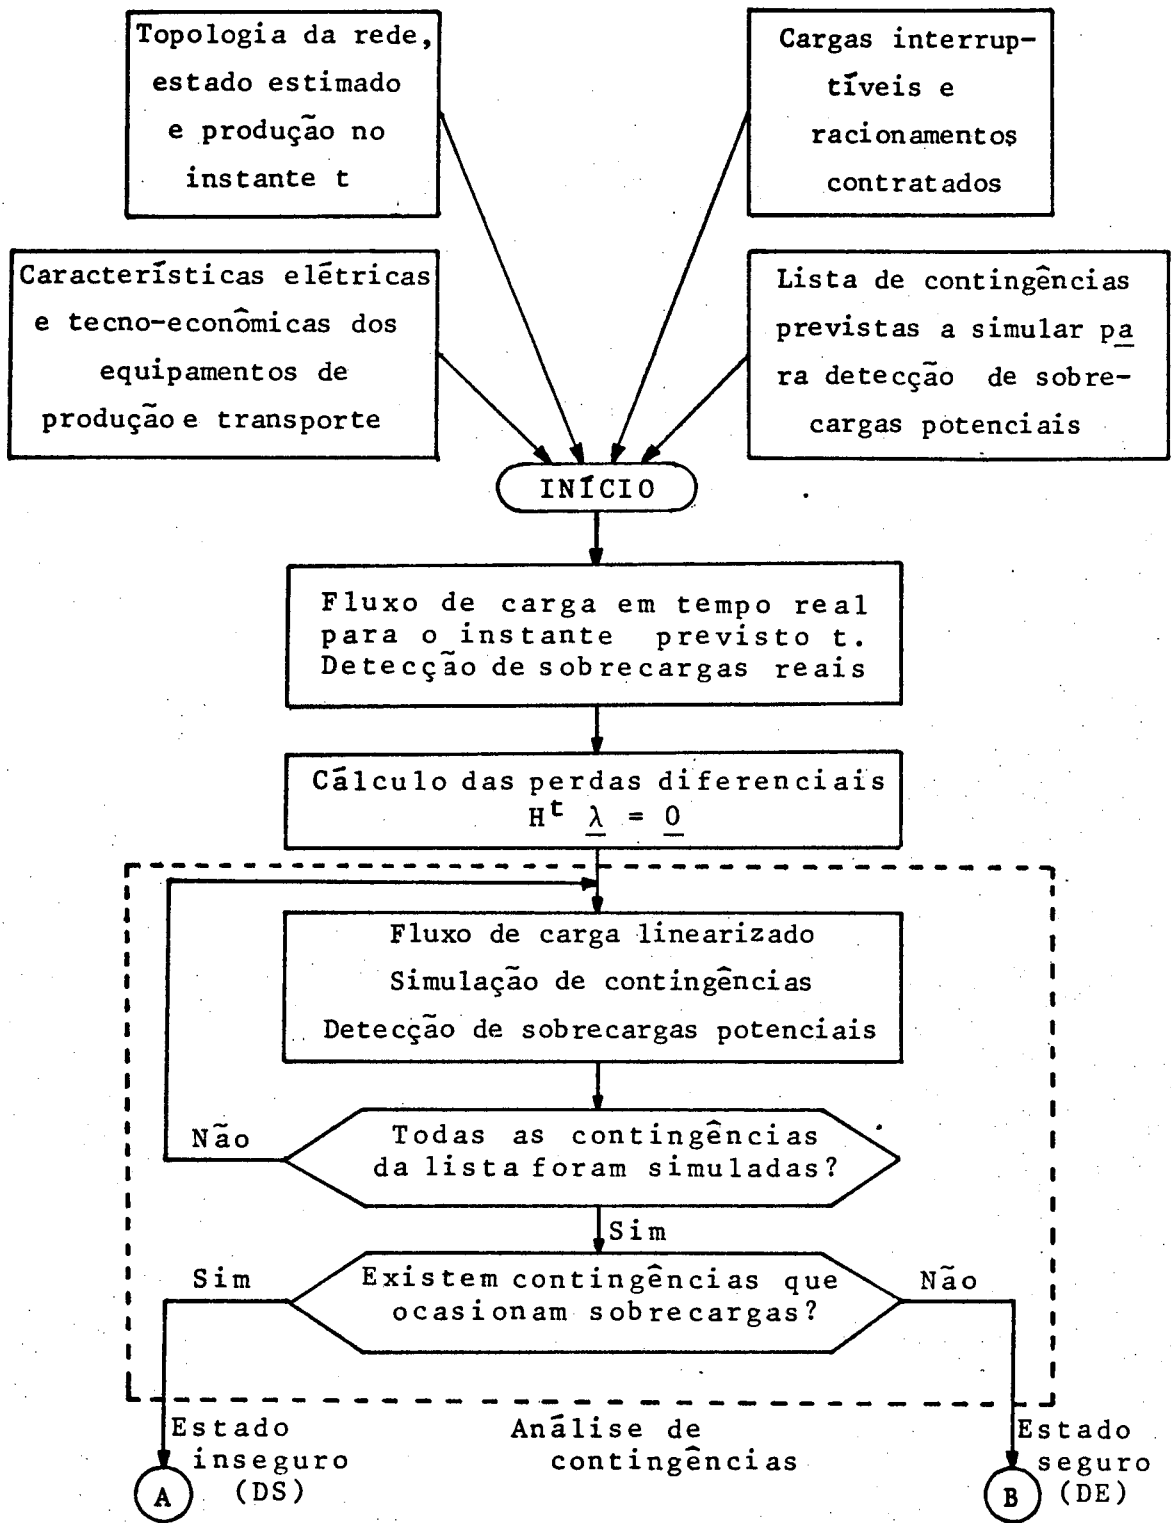 Topologia da rede,
estado estimado
e produção no
instante t
Cargas interrup-
tíveis e
racionamentos
contratados
Características elétricas
e tecno-econômicas dos
equipamentos de
produção e transporte
Lista de contingências
previstas a simular pa
ra detecção de sobre-
cargas potenciais
INÍCIO
Fluxo de carga em tempo real
para o instante previsto t.
Detecção de sobrecargas reais
Cálculo das perdas diferenciais
Hᵗ λ = 0
Fluxo de carga linearizado
Simulação de contingências
Detecção de sobrecargas potenciais
Não
Todas as contingências
da lista foram simuladas?
Sim
Sim
Existem contingências que
ocasionam sobrecargas?
Não
Estado
inseguro
(DS)
A
Análise de
contingências
Estado
seguro
(DE)
B